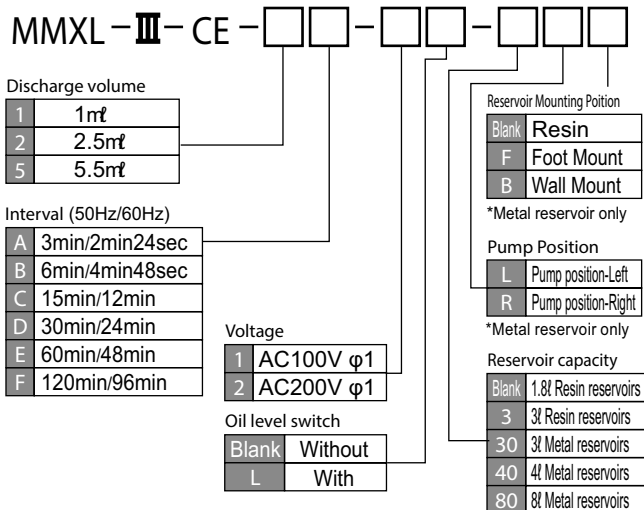 MMXL-Ⅲ-CE-□□-□□-□□□
Discharge volume
1 1㎖
2 2.5㎖
5 5.5㎖
Interval (50Hz/60Hz)
A 3min/2min24sec
B 6min/4min48sec
C 15min/12min
D 30min/24min
E 60min/48min
F 120min/96min
Voltage
1 AC100V φ1
2 AC200V φ1
Oil level switch
Blank Without
L With
Reservoir Mounting Poition
Blank Resin
F Foot Mount
B Wall Mount
*Metal reservoir only
Pump Position
L Pump position-Left
R Pump position-Right
*Metal reservoir only
Reservoir capacity
Blank 1.8ℓ Resin reservoirs
3 3ℓ Resin reservoirs
30 3ℓ Metal reservoirs
40 4ℓ Metal reservoirs
80 8ℓ Metal reservoirs